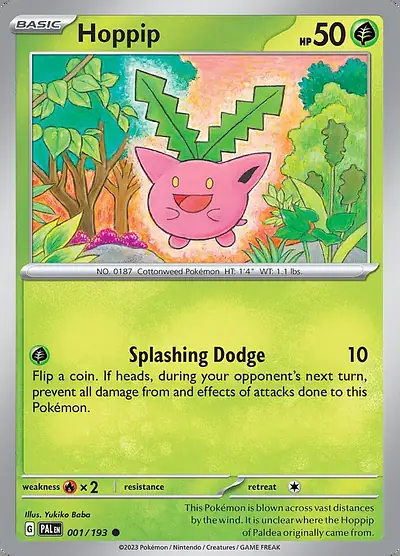 BASIC
Hoppip
HP 50
NO. 0187 Cottonweed Pokémon HT: 1'4" WT: 1.1 lbs.
Splashing Dodge 10
Flip a coin. If heads, during your opponent's next turn,
prevent all damage from and effects of attacks done to this
Pokémon.
weakness × 2 resistance retreat
Illus. Yukiko Baba
G PAL EN 001/193
This Pokémon is blown across vast distances
by the wind. It is unclear where the Hoppip
of Paldea originally came from.
©2023 Pokémon / Nintendo / Creatures / GAME FREAK